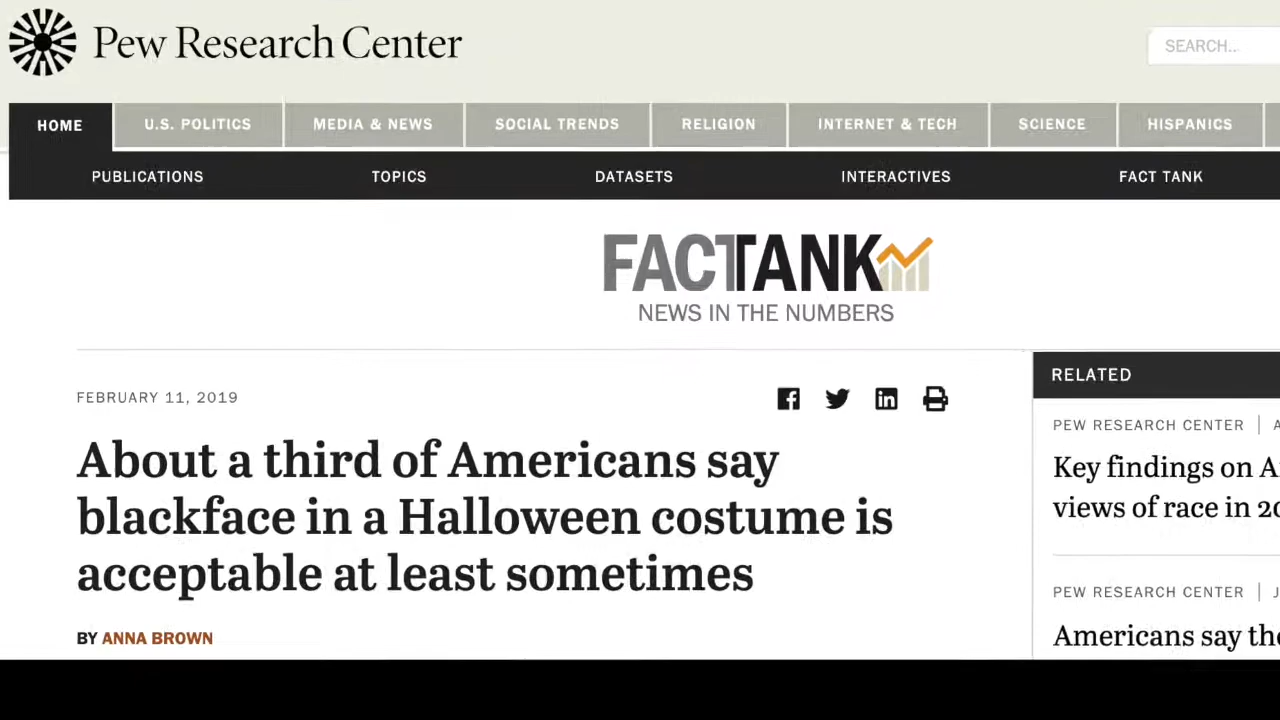 Pew Research Center
SEARCH...
HOME
U.S. POLITICS
MEDIA & NEWS
SOCIAL TRENDS
RELIGION
INTERNET & TECH
SCIENCE
HISPANICS
PUBLICATIONS
TOPICS
DATASETS
INTERACTIVES
FACT TANK
FACTANK
NEWS IN THE NUMBERS
FEBRUARY 11, 2019
About a third of Americans say
blackface in a Halloween costume is
acceptable at least sometimes
BY ANNA BROWN
RELATED
PEW RESEARCH CENTER
Key findings on
views of race in
PEW RESEARCH CENTER
Americans say